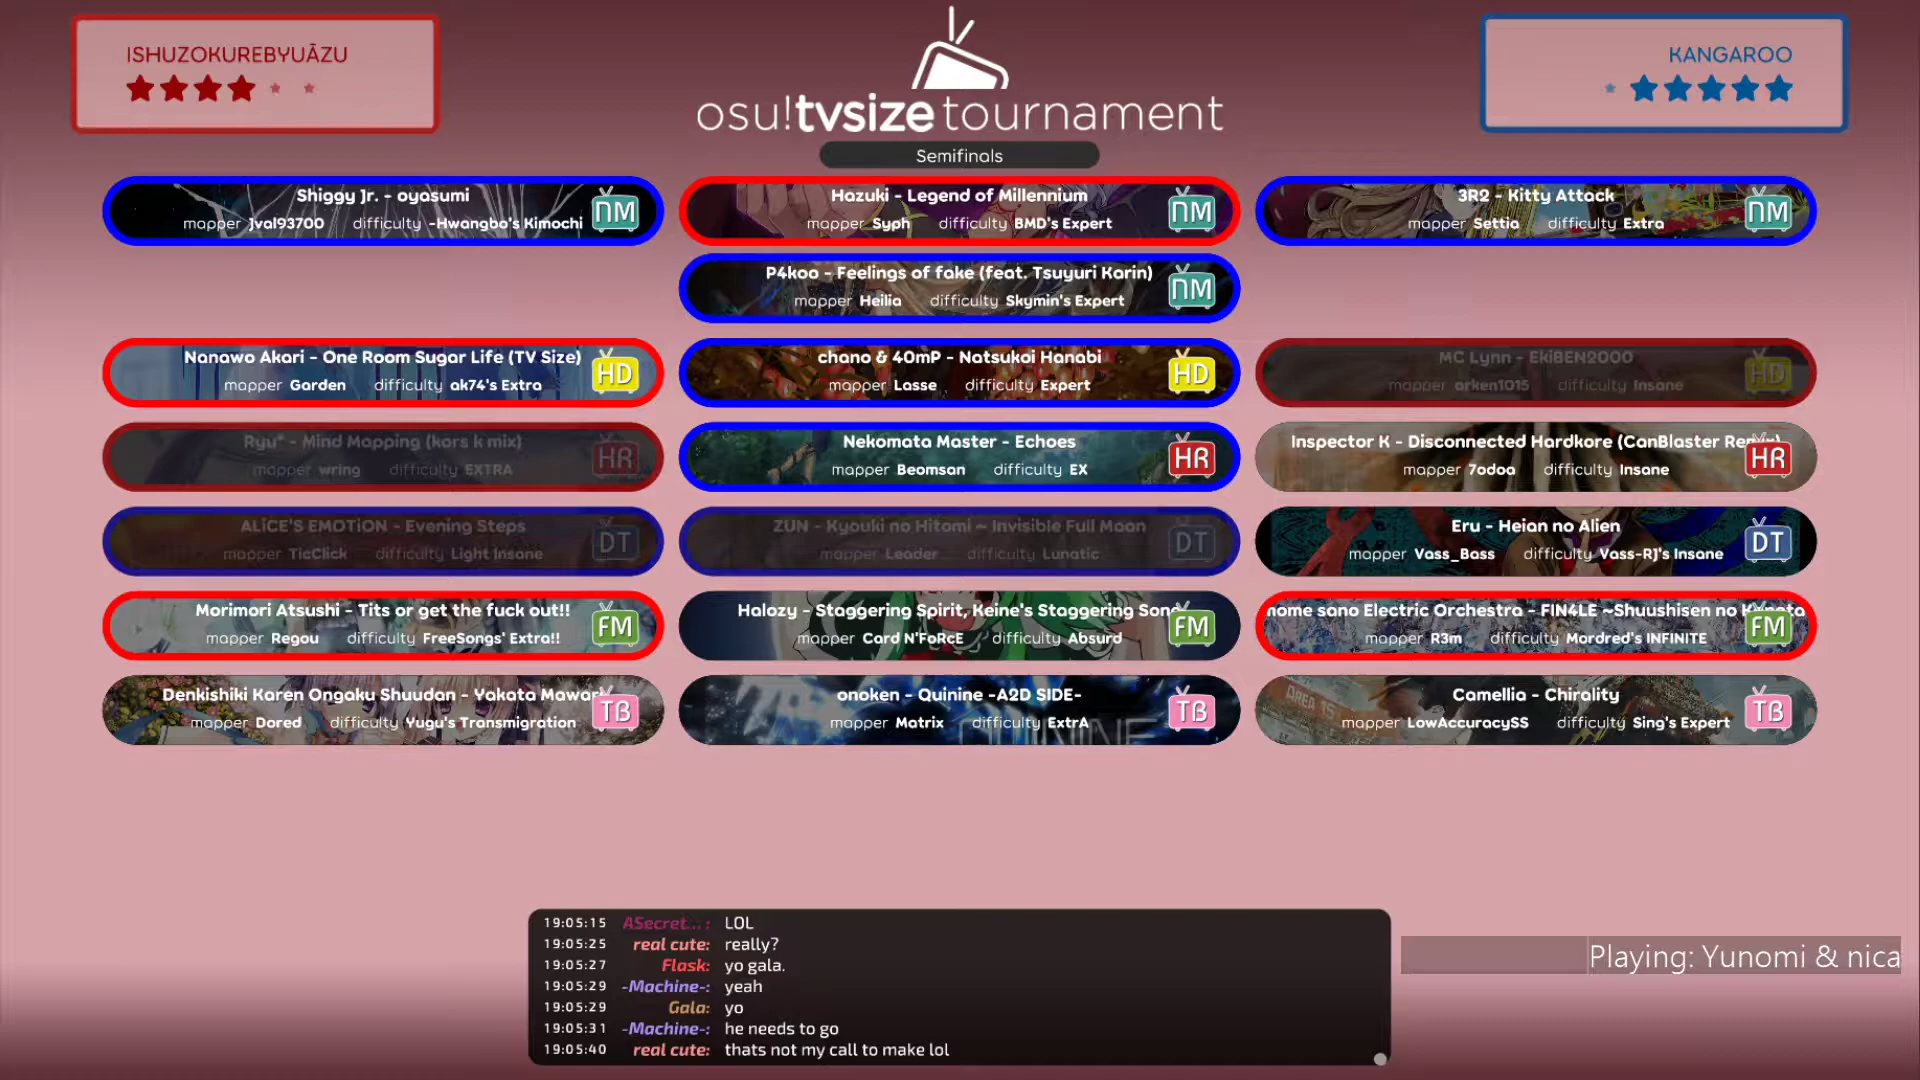 ISHUZOKUREBYUĀZU
KANGAROO
osu!tvsize tournament
Semifinals
Shiggy Jr. - oyasumi
mapper Jval93700 difficulty -Hwangbo's Kimochi
NM
Hazuki - Legend of Millennium
mapper Syph difficulty BMD's Expert
NM
3R2 - Kitty Attack
mapper Settia difficulty Extra
NM
P4koo - Feelings of fake (feat. Tsuyuri Karin)
mapper Heilia difficulty Skymin's Expert
NM
Nanawo Akari - One Room Sugar Life (TV Size)
mapper Garden difficulty ak74's Extra
HD
chano & 40mP - Natsukoi Hanabi
mapper Lasse difficulty Expert
HD
MC Lynn - EkiBEN2000
mapper arken1015 difficulty Insane
HD
Ryu* - Mind Mapping (kors k mix)
mapper wring difficulty EXTRA
HR
Nekomata Master - Echoes
mapper Beomsan difficulty EX
HR
Inspector K - Disconnected Hardkore (CanBlaster Remix)
mapper 7odoa difficulty Insane
HR
ALiCE'S EMOTiON - Evening Steps
mapper TicClick difficulty Light Insane
DT
ZUN - Kyouki no Hitomi ~ Invisible Full Moon
mapper Leader difficulty Lunatic
DT
Eru - Heian no Alien
mapper Vass_Bass difficulty Vass-RJ's Insane
DT
Morimori Atsushi - Tits or get the fuck out!!
mapper Regou difficulty FreeSongs' Extra!!
FM
Halozy - Staggering Spirit, Keine's Staggering Song
mapper Card N'FoRcE difficulty Absurd
FM
nome sano Electric Orchestra - FIN4LE ~Shuushisen no Kanata
mapper R3m difficulty Mordred's INFINITE
FM
Denkishiki Karen Ongaku Shuudan - Yakata Mawari
mapper Dored difficulty Yugu's Transmigration
TB
onoken - Quinine -A2D SIDE-
mapper Matrix difficulty ExtrA
TB
Camellia - Chirality
mapper LowAccuracySS difficulty Sing's Expert
TB
19:05:15 ASecret...: LOL
19:05:25 real cute: really?
19:05:27 Flask: yo gala.
19:05:29 -Machine-: yeah
19:05:29 Gala: yo
19:05:31 -Machine-: he needs to go
19:05:40 real cute: thats not my call to make lol
Playing: Yunomi & nica